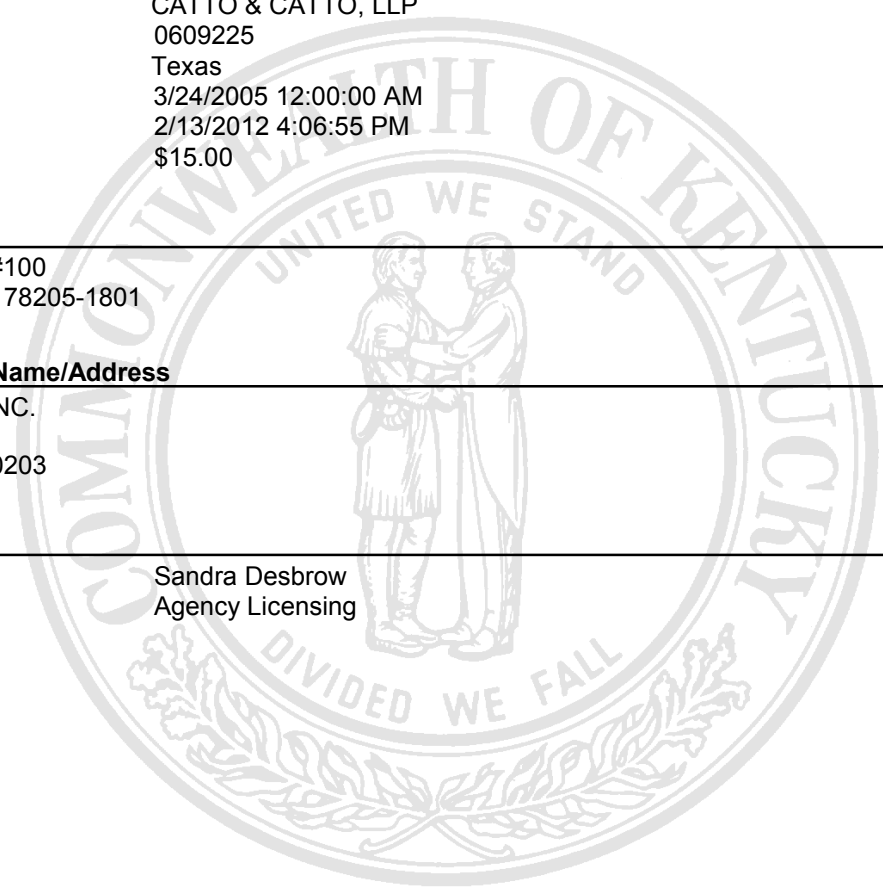 CATTO & CATTO, LLP
0609225
Texas
3/24/2005 12:00:00 AM
2/13/2012 4:06:55 PM
$15.00
#100
78205-1801
Name/Address
NC.
0203
Sandra Desbrow
Agency Licensing
COMMONWEALTH OF KENTUCKY
UNITED WE STAND
DIVIDED WE FALL